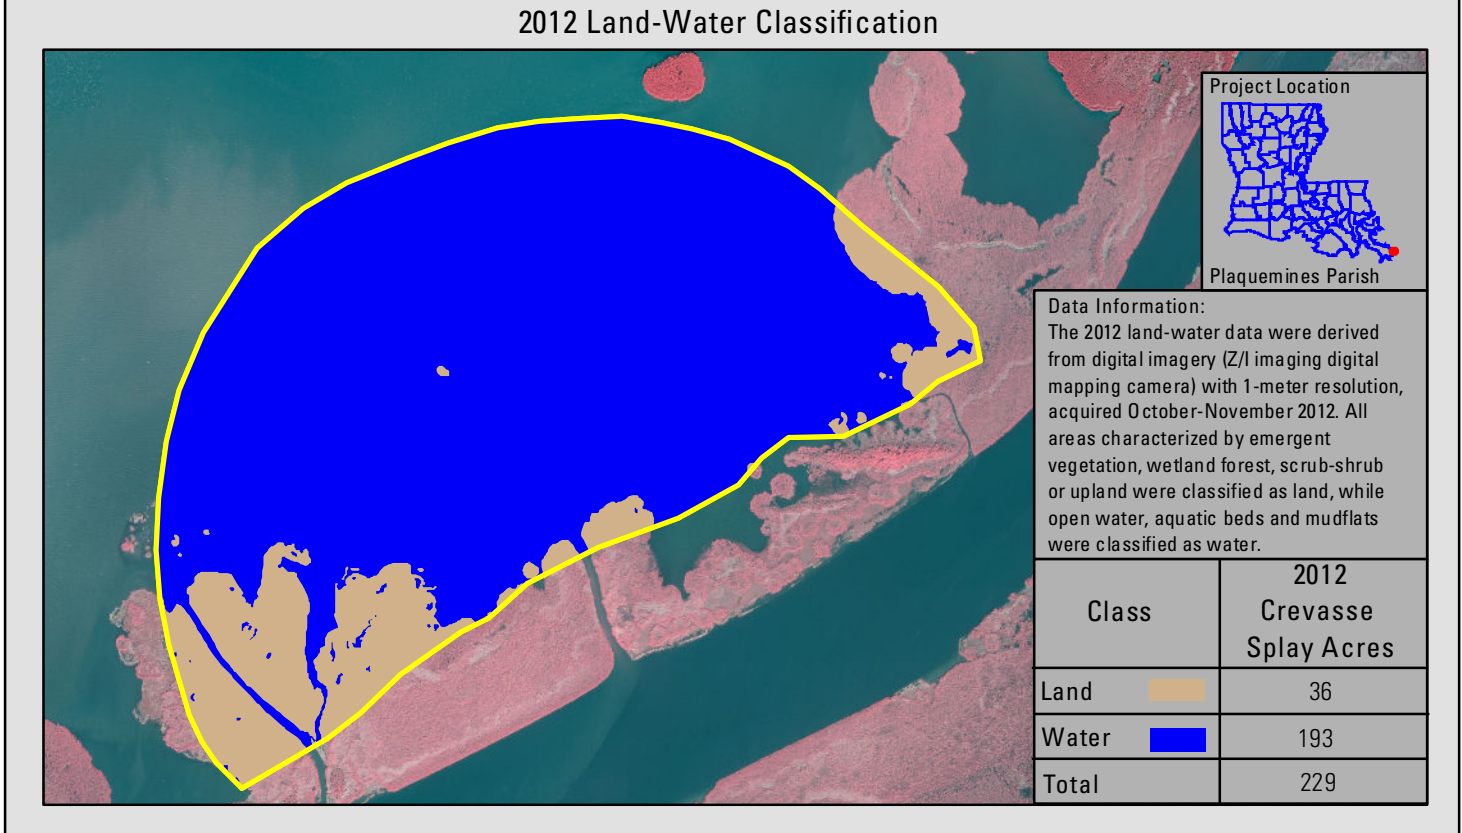 2012 Land-Water Classification
Project Location
Plaquemines Parish
Data Information:
The 2012 land-water data were derived
from digital imagery (Z/I imaging digital
mapping camera) with 1-meter resolution,
acquired October-November 2012. All
areas characterized by emergent
vegetation, wetland forest, scrub-shrub
or upland were classified as land, while
open water, aquatic beds and mudflats
were classified as water.
Class
2012
Crevasse
Splay Acres
Land 36
Water 193
Total 229